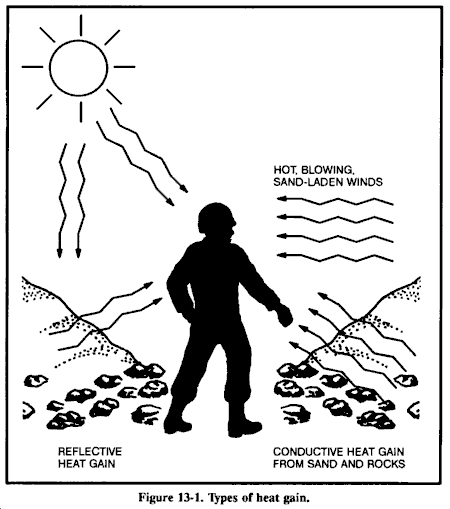 HOT, BLOWING,
SAND-LADEN WINDS
REFLECTIVE
HEAT GAIN
CONDUCTIVE HEAT GAIN
FROM SAND AND ROCKS
Figure 13-1. Types of heat gain.